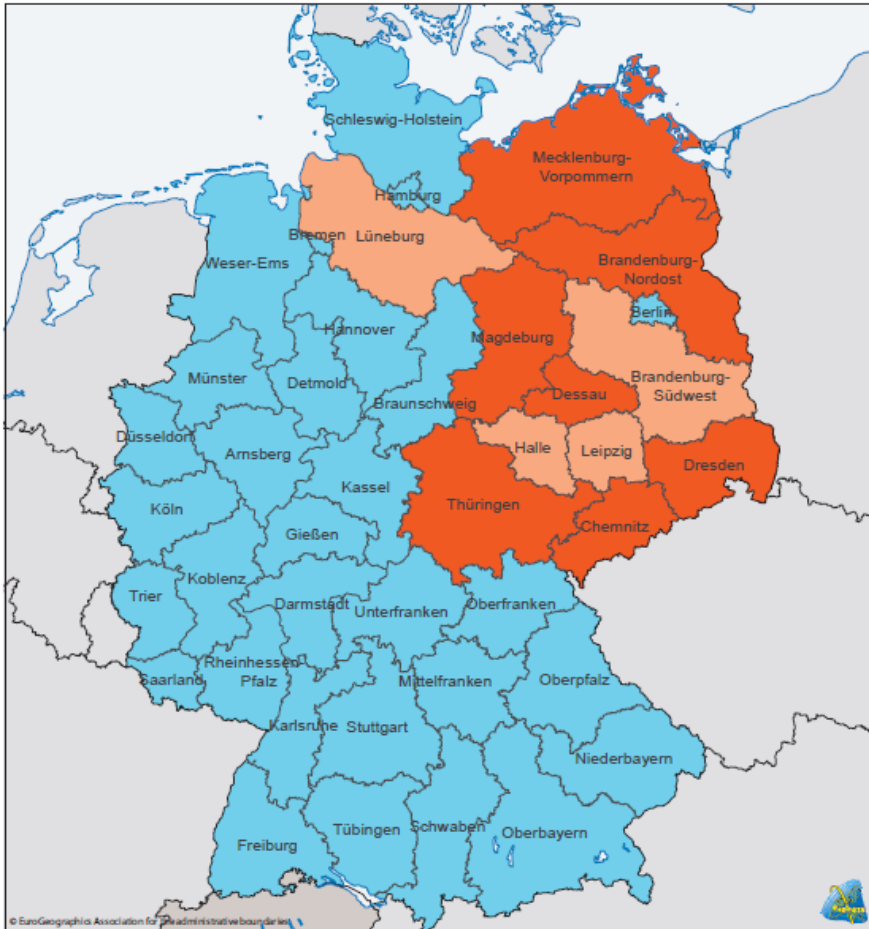 Schleswig-Holstein
Mecklenburg-
Vorpommern
Hamburg
Bremen
Lüneburg
Weser-Ems
Brandenburg-
Nordost
Berlin
Hannover
Magdeburg
Münster
Detmold
Braunschweig
Dessau
Brandenburg-
Südwest
Düsseldorf
Arnsberg
Halle
Leipzig
Dresden
Kassel
Köln
Thüringen
Chemnitz
Gießen
Koblenz
Trier
Darmstadt
Unterfranken
Oberfranken
Saarland
Rheinhessen-
Pfalz
Mittelfranken
Oberpfalz
Karlsruhe
Stuttgart
Niederbayern
Freiburg
Tübingen
Schwaben
Oberbayern
© EuroGeographics Association for the administrative boundaries